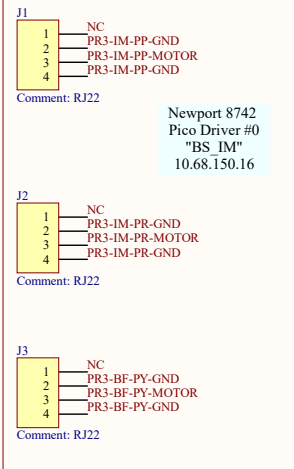 J1
1 NC
2 PR3-IM-PP-GND
3 PR3-IM-PP-MOTOR
4 PR3-IM-PP-GND
Comment: RJ22
Newport 8742
Pico Driver #0
"BS_IM"
10.68.150.16
J2
1 NC
2 PR3-IM-PR-GND
3 PR3-IM-PR-MOTOR
4 PR3-IM-PR-GND
Comment: RJ22
J3
1 NC
2 PR3-BF-PY-GND
3 PR3-BF-PY-MOTOR
4 PR3-BF-PY-GND
Comment: RJ22